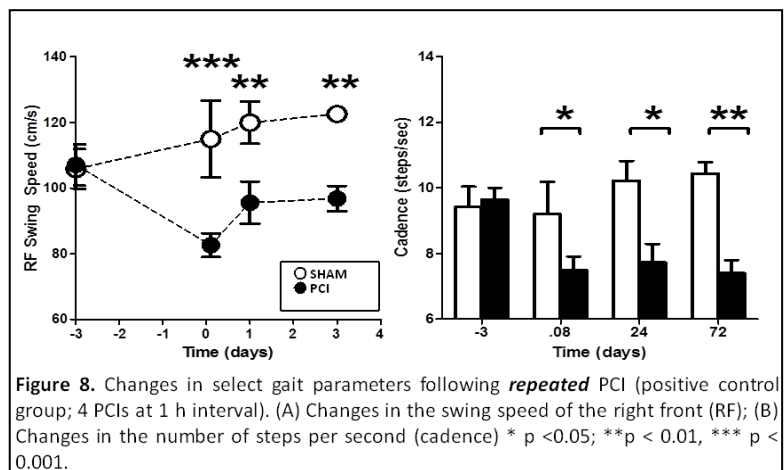 140
120
100
80
60
RF Swing Speed (cm/s)
***
**
**
SHAM
PCI
-3 -2 -2 0 1 2 3 4
Time (days)
14
12
10
8
6
Cadence (steps/sec)
*
*
**
-3 .08 24 72
Time (days)
Figure 8. Changes in select gait parameters following repeated PCI (positive control
group; 4 PCIs at 1 h interval). (A) Changes in the swing speed of the right front (RF); (B)
Changes in the number of steps per second (cadence) * p <0.05; **p < 0.01, *** p <
0.001.